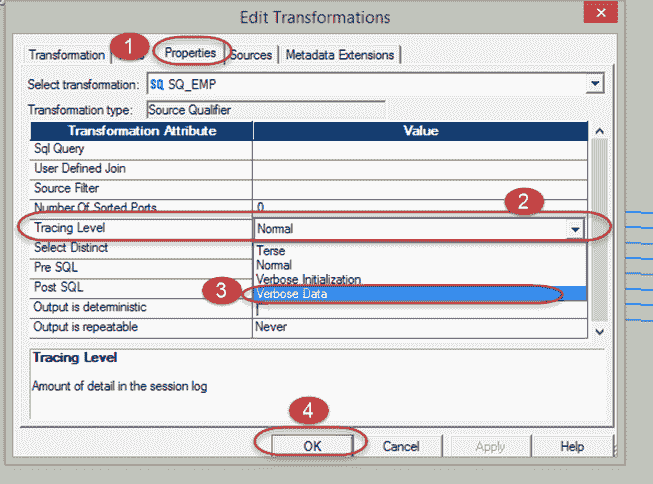 Edit Transformations
1
Transformation Properties Sources Metadata Extensions
Select transformation: SQ SQ_EMP
Transformation type: Source Qualifier
Transformation Attribute Value
Sql Query
User Defined Join
Source Filter
Number Of Sorted Ports 0
2
Tracing Level Normal
Select Distinct Terse
Normal
Pre SQL Verbose Initialization
3
Post SQL Verbose Data
Output is deterministic
Output is repeatable Never
Tracing Level
Amount of detail in the session log
4
OK Cancel Apply Help